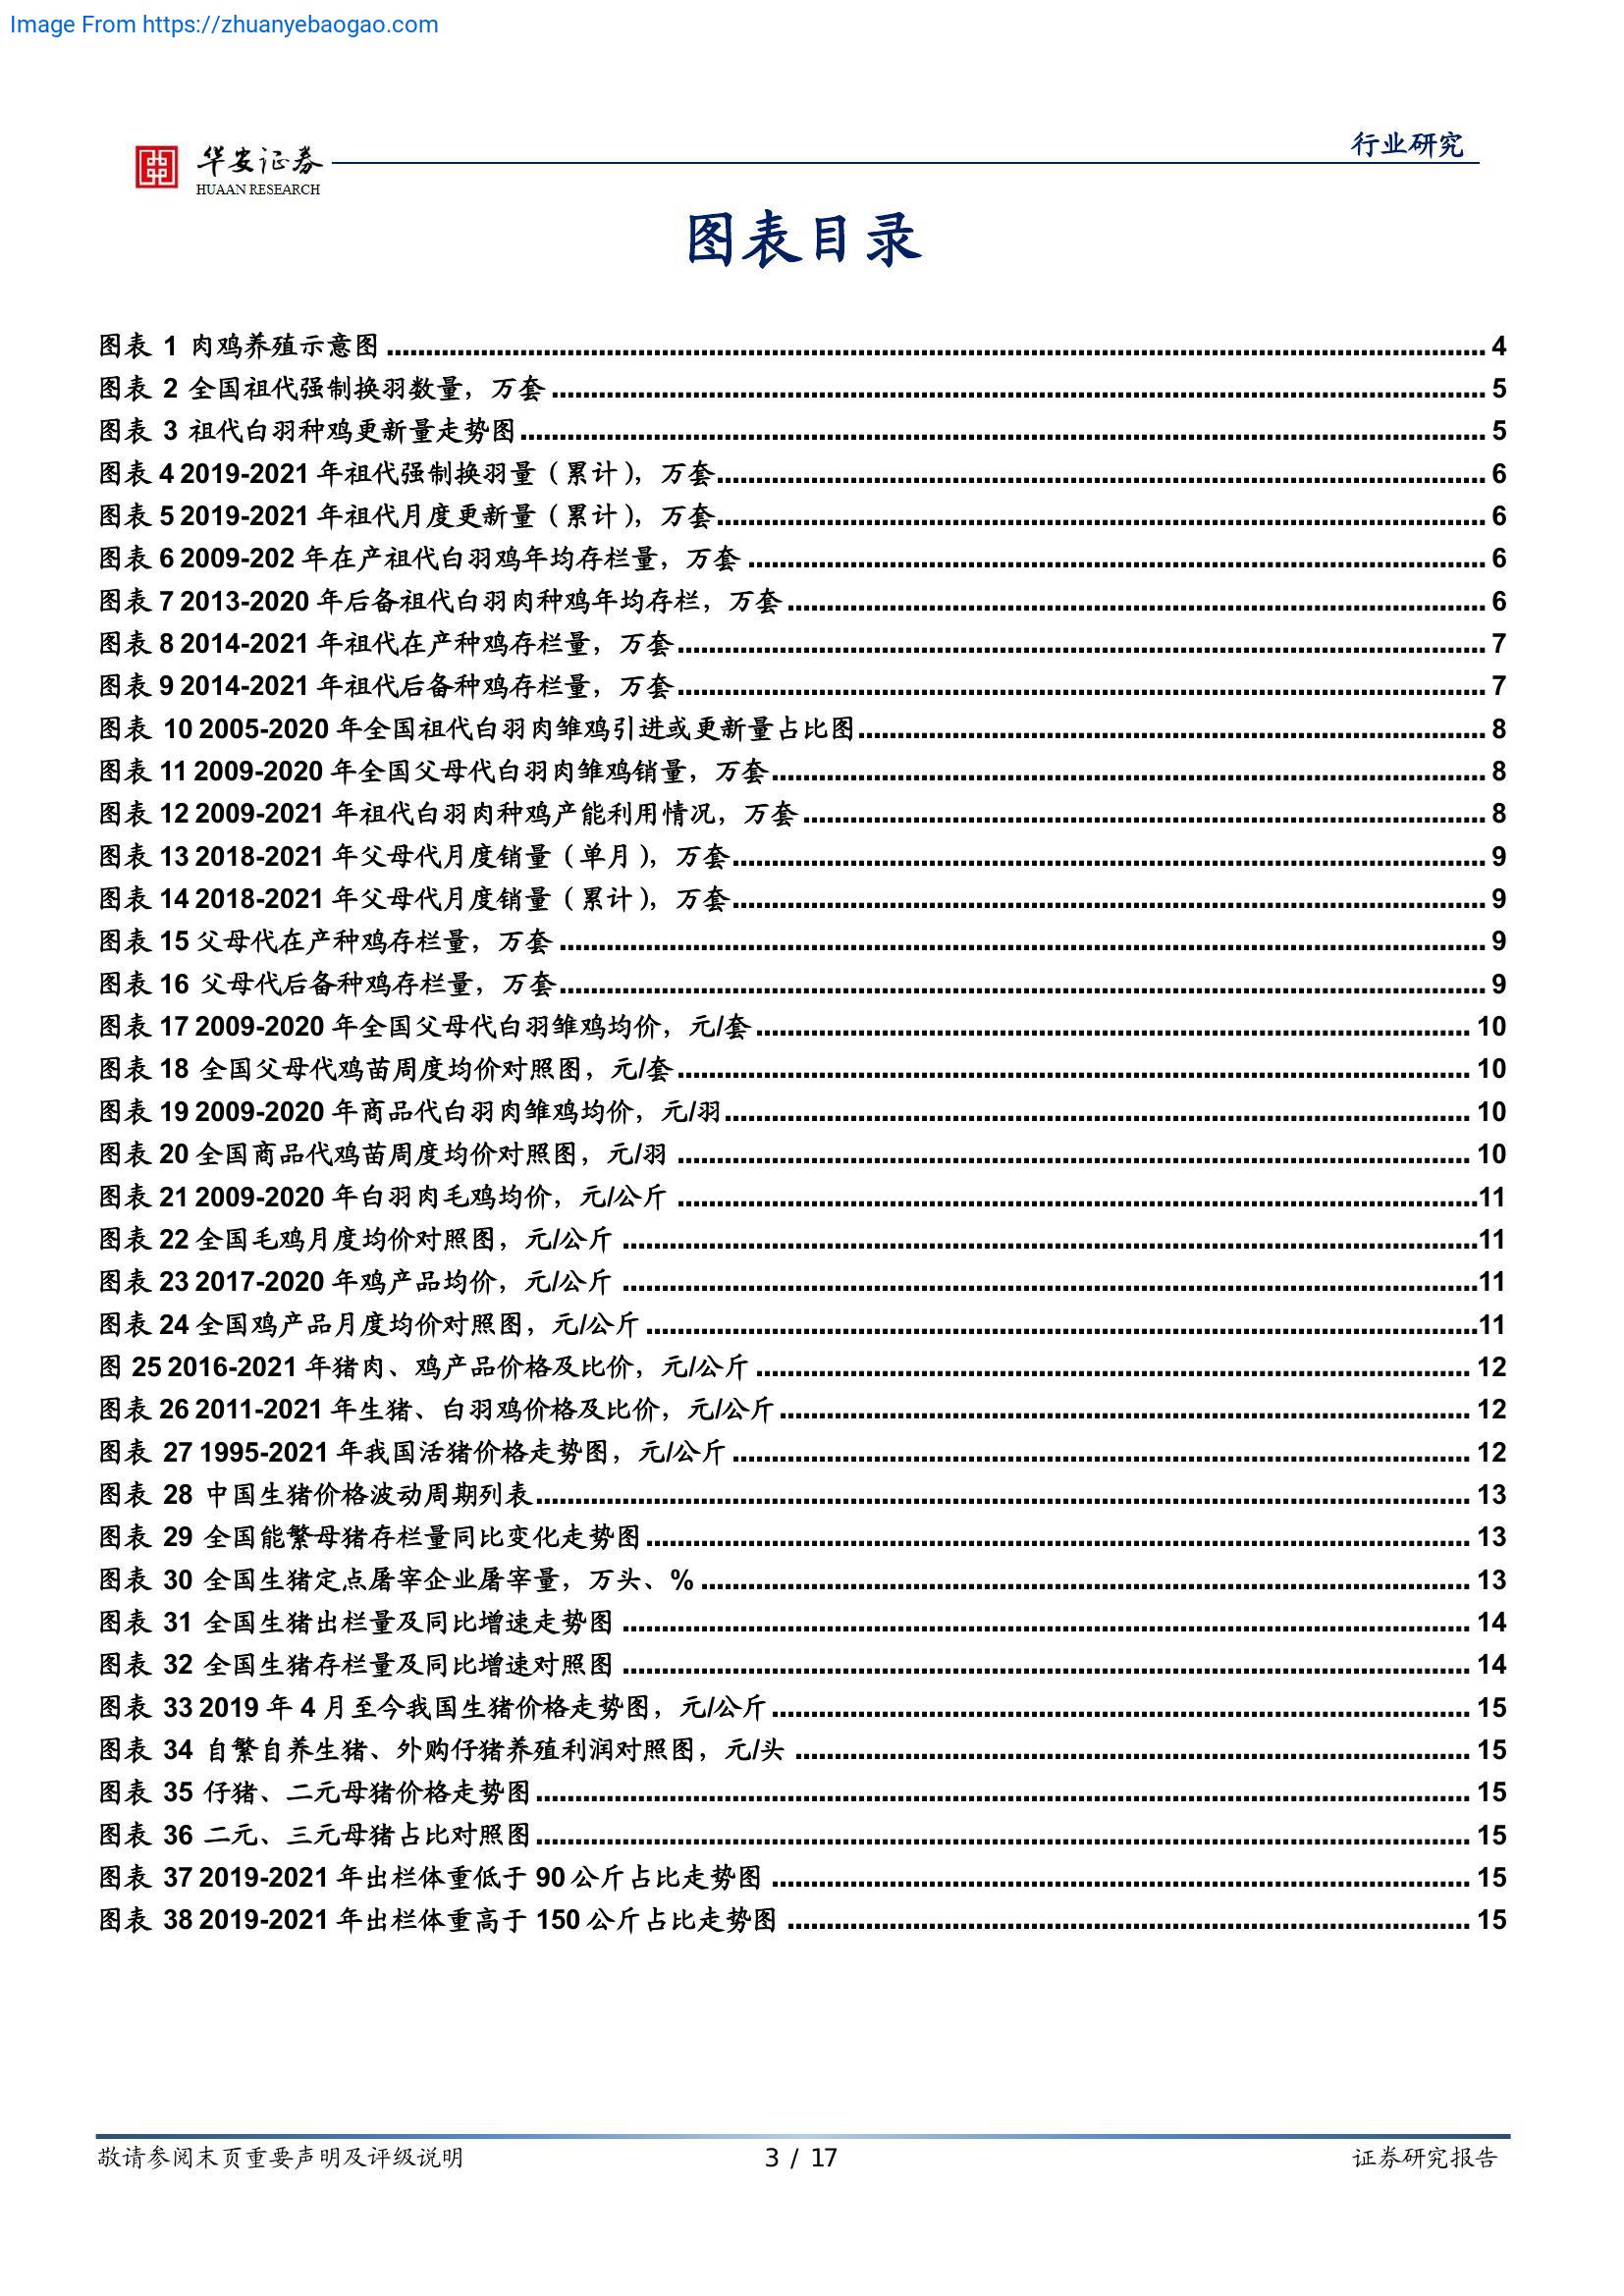 Image From https://zhuanyebaogao.com
行业研究
华安证券
HUAAN RESEARCH
图表目录
图表 1 肉鸡养殖示意图 ........ 4
图表 2 全国祖代强制换羽数量，万套 ........ 5
图表 3 祖代白羽种鸡更新量走势图 ........ 5
图表 4 2019-2021 年祖代强制换羽量（累计），万套 ........ 6
图表 5 2019-2021 年祖代月度更新量（累计），万套 ........ 6
图表 6 2009-202 年在产祖代白羽鸡年均存栏量，万套 ........ 6
图表 7 2013-2020 年后备祖代白羽肉种鸡年均存栏，万套 ........ 6
图表 8 2014-2021 年祖代在产种鸡存栏量，万套 ........ 7
图表 9 2014-2021 年祖代后备种鸡存栏量，万套 ........ 7
图表 10 2005-2020 年全国祖代白羽肉雏鸡引进或更新量占比图 ........ 8
图表 11 2009-2020 年全国父母代白羽肉雏鸡销量，万套 ........ 8
图表 12 2009-2021 年祖代白羽肉种鸡产能利用情况，万套 ........ 8
图表 13 2018-2021 年父母代月度销量（单月），万套 ........ 9
图表 14 2018-2021 年父母代月度销量（累计），万套 ........ 9
图表 15 父母代在产种鸡存栏量，万套 ........ 9
图表 16 父母代后备种鸡存栏量，万套 ........ 9
图表 17 2009-2020 年全国父母代白羽雏鸡均价，元/套 ........ 10
图表 18 全国父母代鸡苗周度均价对照图，元/套 ........ 10
图表 19 2009-2020 年商品代白羽肉雏鸡均价，元/羽 ........ 10
图表 20 全国商品代鸡苗周度均价对照图，元/羽 ........ 10
图表 21 2009-2020 年白羽肉毛鸡均价，元/公斤 ........ 11
图表 22 全国毛鸡月度均价对照图，元/公斤 ........ 11
图表 23 2017-2020 年鸡产品均价，元/公斤 ........ 11
图表 24 全国鸡产品月度均价对照图，元/公斤 ........ 11
图 25 2016-2021 年猪肉、鸡产品价格及比价，元/公斤 ........ 12
图表 26 2011-2021 年生猪、白羽鸡价格及比价，元/公斤 ........ 12
图表 27 1995-2021 年我国活猪价格走势图，元/公斤 ........ 12
图表 28 中国生猪价格波动周期列表 ........ 13
图表 29 全国能繁母猪存栏量同比变化走势图 ........ 13
图表 30 全国生猪定点屠宰企业屠宰量，万头、% ........ 13
图表 31 全国生猪出栏量及同比增速走势图 ........ 14
图表 32 全国生猪存栏量及同比增速对照图 ........ 14
图表 33 2019 年 4 月至今我国生猪价格走势图，元/公斤 ........ 15
图表 34 自繁自养生猪、外购仔猪养殖利润对照图，元/头 ........ 15
图表 35 仔猪、二元母猪价格走势图 ........ 15
图表 36 二元、三元母猪占比对照图 ........ 15
图表 37 2019-2021 年出栏体重低于 90 公斤占比走势图 ........ 15
图表 38 2019-2021 年出栏体重高于 150 公斤占比走势图 ........ 15
敬请参阅末页重要声明及评级说明
3 / 17
证券研究报告